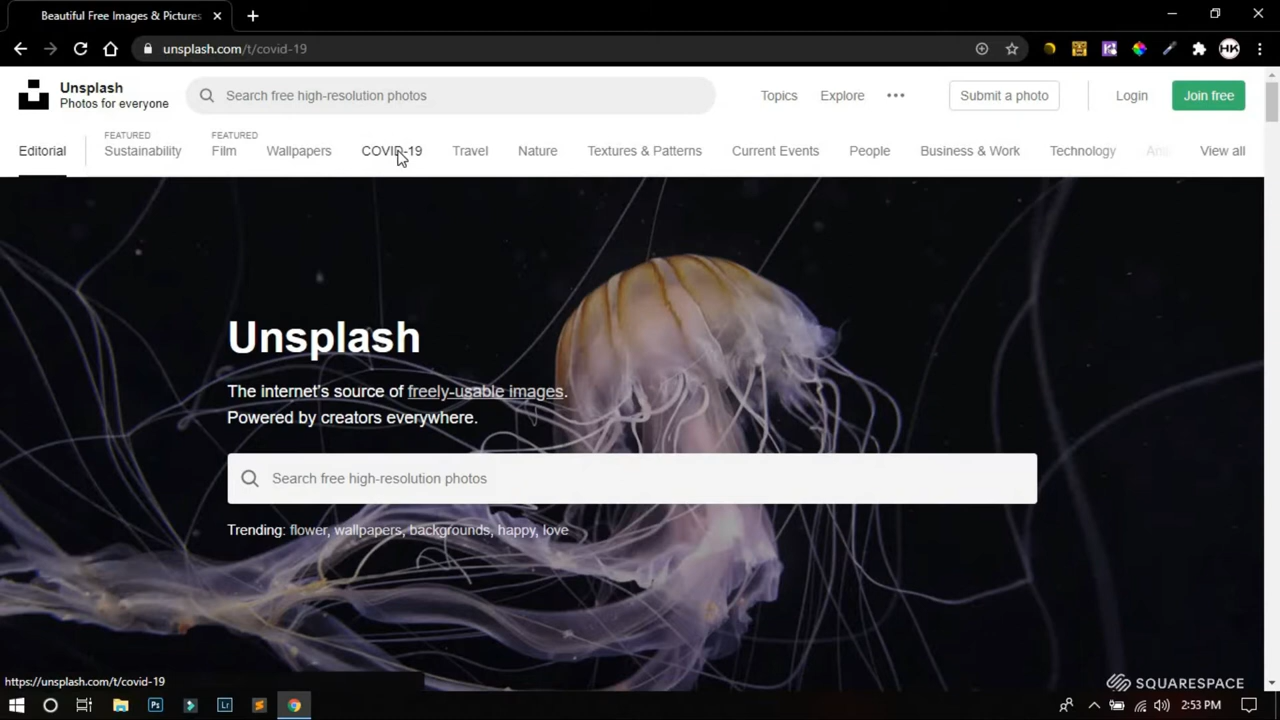 Beautiful Free Images & Pictures
unsplash.com/t/covid-19
HK
Unsplash
Photos for everyone
Search free high-resolution photos
Topics
Explore
Submit a photo
Login
Join free
Editorial
FEATURED
Sustainability
FEATURED
Film
Wallpapers
COVID-19
Travel
Nature
Textures & Patterns
Current Events
People
Business & Work
Technology
View all
Unsplash
The internet's source of freely-usable images.
Powered by creators everywhere.
Search free high-resolution photos
Trending: flower, wallpapers, backgrounds, happy, love
https://unsplash.com/t/covid-19
SQUARESPACE
Ps
Lr
2:53 PM